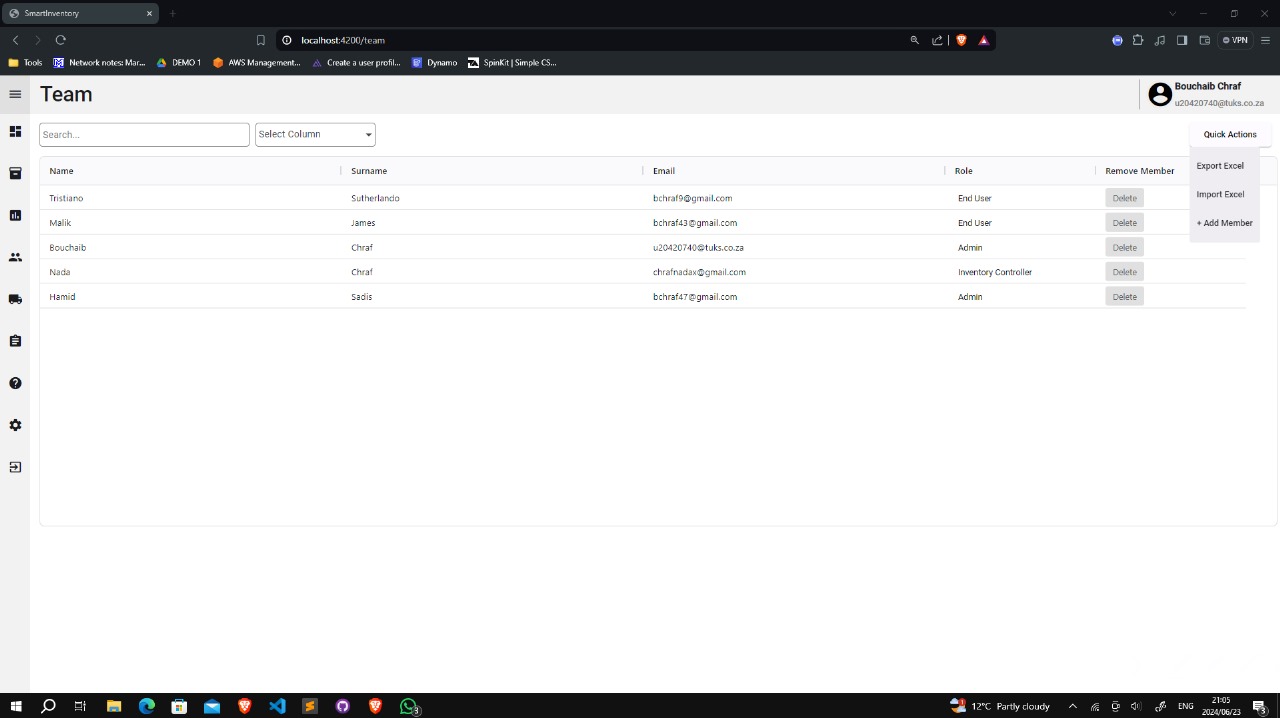 SmartInventory
localhost:4200/team
VPN
Tools
Network notes: Mar...
DEMO 1
AWS Management...
Create a user profil...
Dynamo
SpinKit | Simple CS...
Team
Bouchaib Chraf
u20420740@tuks.co.za
Search...
Select Column
Quick Actions
Export Excel
Import Excel
+ Add Member
Name Surname Email Role Remove Member
Tristiano Sutherlando bchraf9@gmail.com End User Delete
Malik James bchraf43@gmail.com End User Delete
Bouchaib Chraf u20420740@tuks.co.za Admin Delete
Nada Chraf chrafnadax@gmail.com Inventory Controller Delete
Hamid Sadis bchraf47@gmail.com Admin Delete
3
12°C Partly cloudy
ENG
21:05
2024/06/23
3